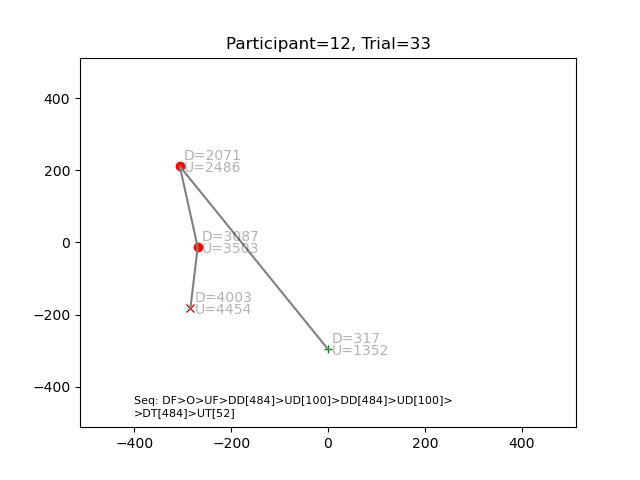 Participant=12, Trial=33
400
200
0
−200
−400
D=2071
U=2486
D=3087
U=3503
D=4003
U=4454
D=317
U=1352
Seq: DF>O>UF>DD[484]>UD[100]>DD[484]>UD[100]>
>DT[484]>UT[52]
−400 −200 0 200 400